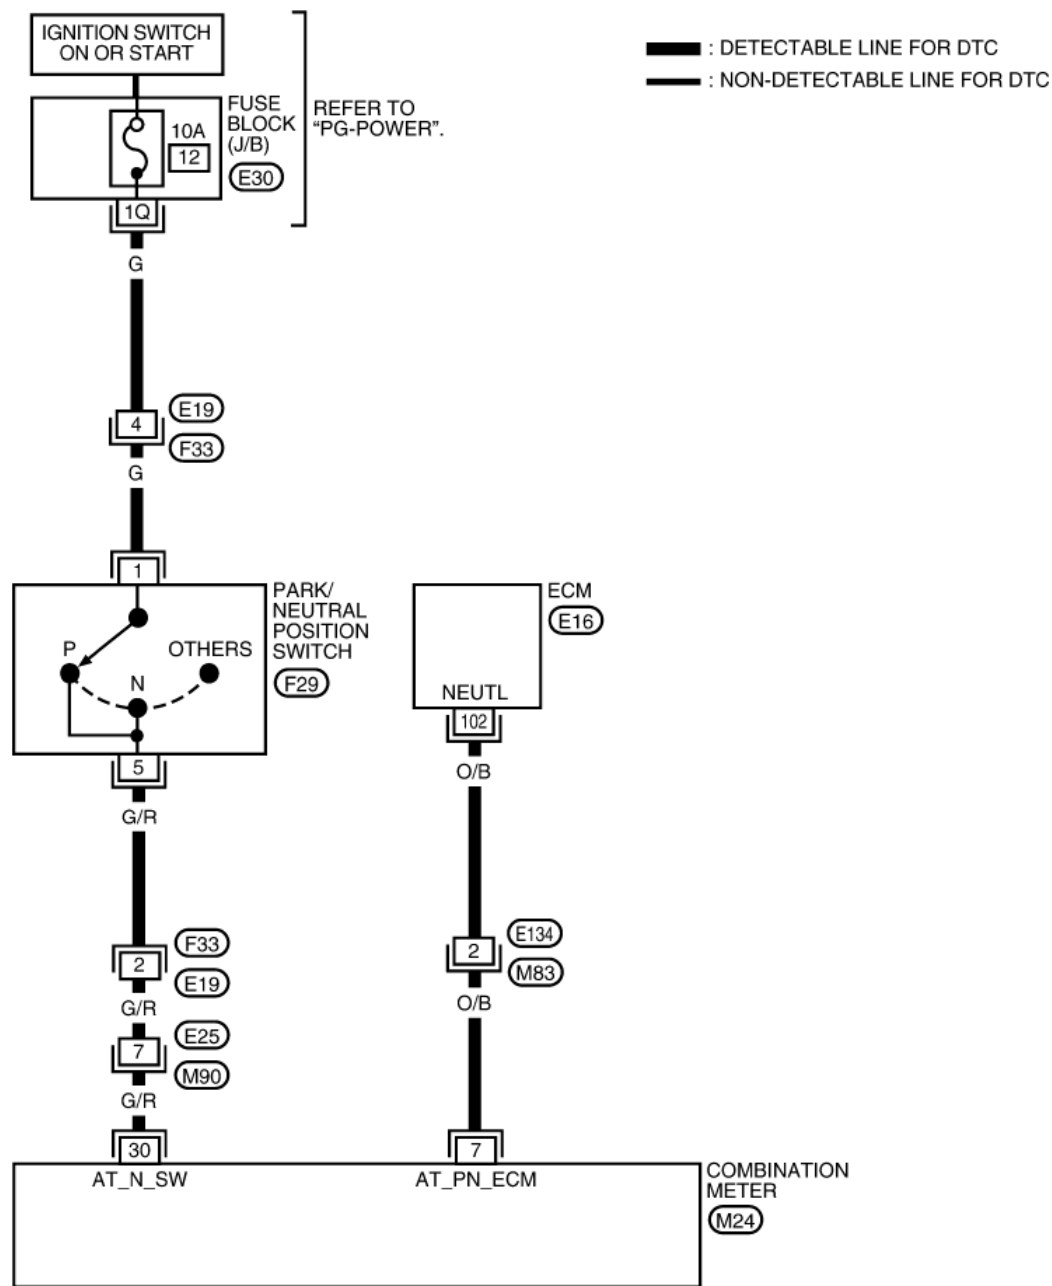 IGNITION SWITCH
ON OR START
: DETECTABLE LINE FOR DTC
: NON-DETECTABLE LINE FOR DTC
10A
12
FUSE
BLOCK
(J/B)
E30
REFER TO
“PG-POWER”.
1Q
G
4
E19
F33
G
1
P
N
OTHERS
PARK/
NEUTRAL
POSITION
SWITCH
F29
5
G/R
ECM
E16
NEUTL
102
O/B
2
F33
E19
G/R
7
E25
M90
G/R
2
E134
M83
O/B
30
AT_N_SW
7
AT_PN_ECM
COMBINATION
METER
M24